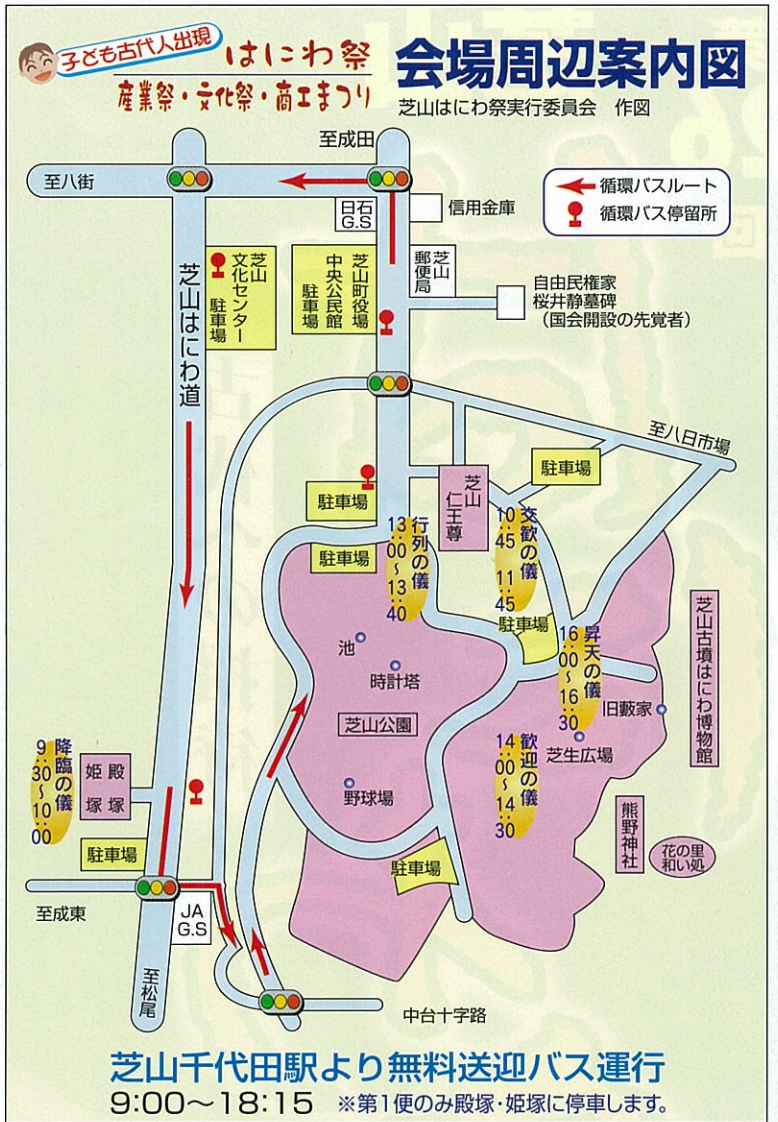 子ども古代人出現
はにわ祭
産業祭・文化祭・商工まつり
会場周辺案内図
芝山はにわ祭実行委員会　作図
至成田
至八街
循環バスルート
循環バス停留所
日石
G.S
信用金庫
芝山はにわ道
芝山
文化センター
駐車場
芝山町役場
中央公民館
駐車場
芝山
郵便局
自由民権家
桜井静墓碑
（国会開設の先覚者）
至八日市場
駐車場
駐車場
芝山
仁王尊
駐車場
行列の儀
13:00～13:40
交歓の儀
10:45 11:45
駐車場
昇天の儀
16:00～16:30
芝山古墳はにわ博物館
池
時計塔
芝山公園
旧藪家
芝生広場
歓迎の儀
14:00～14:30
野球場
降臨の儀
9:30～10:00
殿塚
姫塚
駐車場
熊野神社
花の里
和い処
駐車場
至成東
JA
G.S
至松尾
中台十字路
芝山千代田駅より無料送迎バス運行
9:00～18:15　※第1便のみ殿塚・姫塚に停車します。